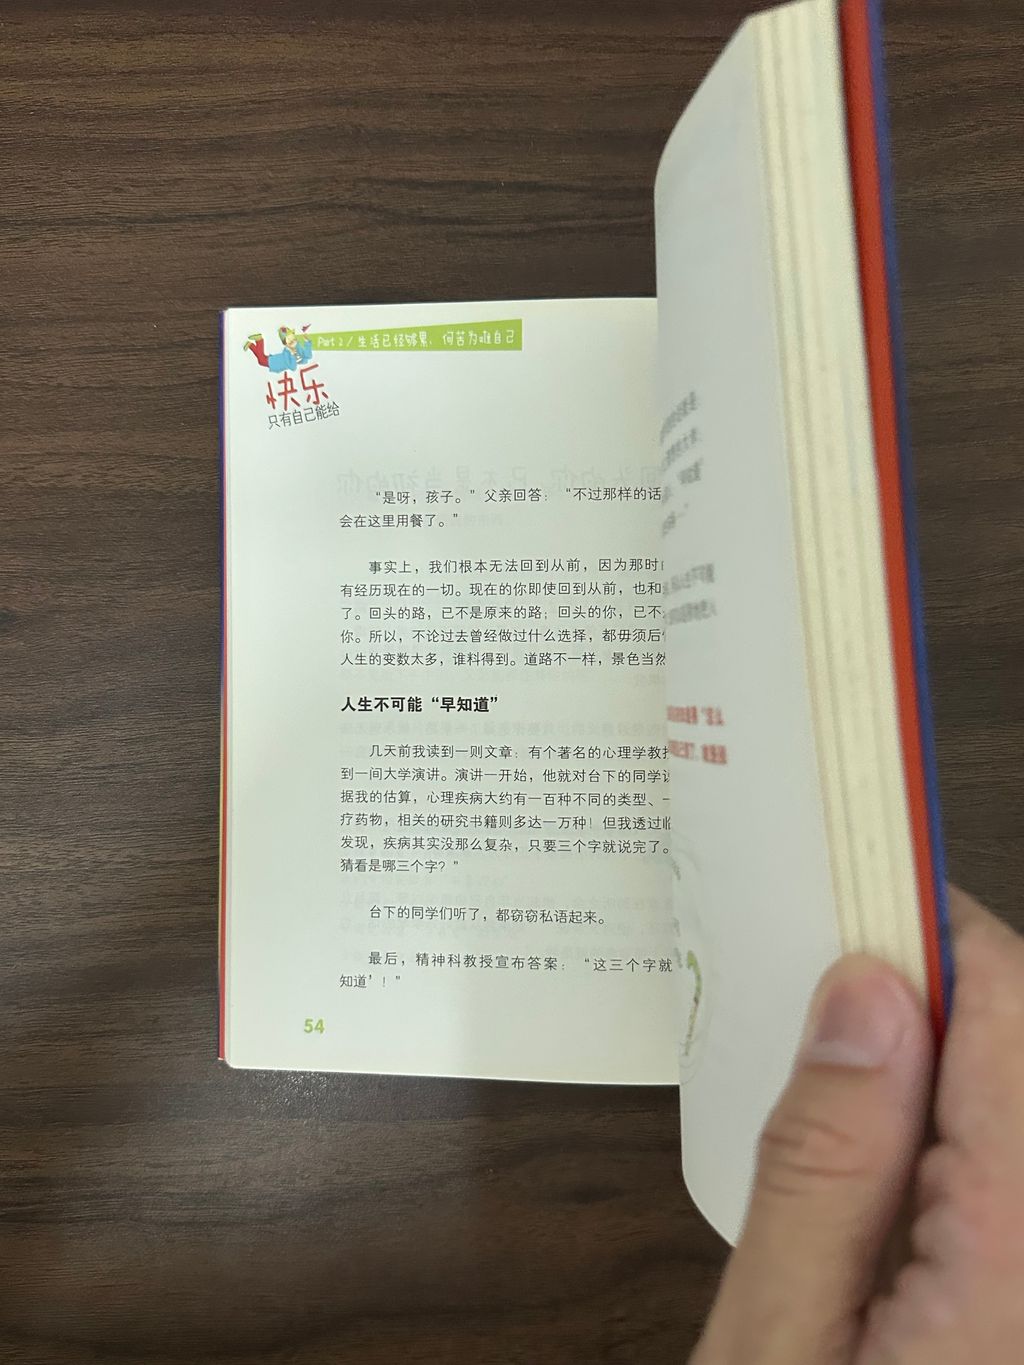 Part 2 / 生活已经够累，何苦为难自己
快乐
只有自己能给
“是呀，孩子。”父亲回答：“不过那样的话
会在这里用餐了。”
事实上，我们根本无法回到从前，因为那时
有经历现在的一切。现在的你即使回到从前，也和
了。回头的路，已不是原来的路；回头的你，已不
你。所以，不论过去曾经做过什么选择，都毋须后
人生的变数太多，谁料得到。道路不一样，景色当然
人生不可能“早知道”
几天前我读到一则文章：有个著名的心理学教
到一间大学演讲。演讲一开始，他就对台下的同学
据我的估算，心理疾病大约有一百种不同的类型、一
疗药物，相关的研究书籍则多达一万种！但我透过
发现，疾病其实没那么复杂，只要三个字就说完了。
猜看是哪三个字？”
台下的同学们听了，都窃窃私语起来。
最后，精神科教授宣布答案：“这三个字就
知道’！”
54